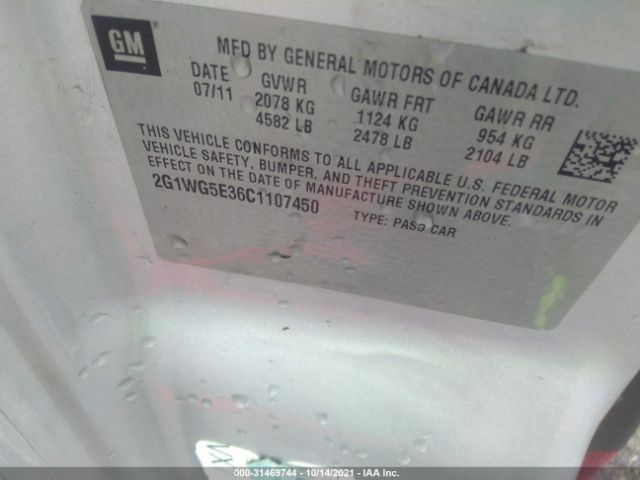 GM
MFD BY GENERAL MOTORS OF CANADA LTD.
DATE GVWR GAWR FRT GAWR RR
07/11 2078 KG 1124 KG 954 KG
4582 LB 2478 LB 2104 LB
THIS VEHICLE CONFORMS TO ALL APPLICABLE U.S. FEDERAL MOTOR
VEHICLE SAFETY, BUMPER, AND THEFT PREVENTION STANDARDS IN
EFFECT ON THE DATE OF MANUFACTURE SHOWN ABOVE.
2G1WG5E36C1107450 TYPE: PASS CAR
000-31469744 - 10/14/2021 - IAA Inc.